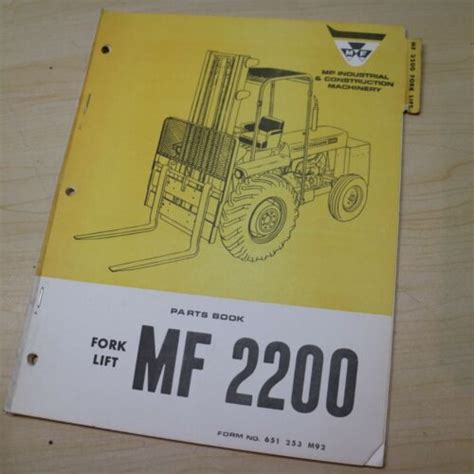 MF
MF INDUSTRIAL
& CONSTRUCTION
MACHINERY
MF 2200 FORK LIFT
PARTS BOOK
FORK
LIFT
MF 2200
FORM NO. 651 253 M92